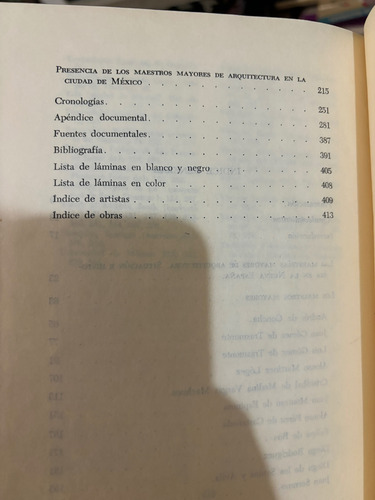 PRESENCIA DE LOS MAESTROS MAYORES DE ARQUITECTURA EN LA
CIUDAD DE MÉXICO . . . . . . . . . . 215
Cronologías . . . . . . . . . . . 251
Apéndice documental . . . . . . . . . 281
Fuentes documentales . . . . . . . . . 387
Bibliografía . . . . . . . . . . . 391
Lista de láminas en blanco y negro . . . . . . 405
Lista de láminas en color . . . . . . . . 408
Indice de artistas . . . . . . . . . . 409
Indice de obras . . . . . . . . . . 413